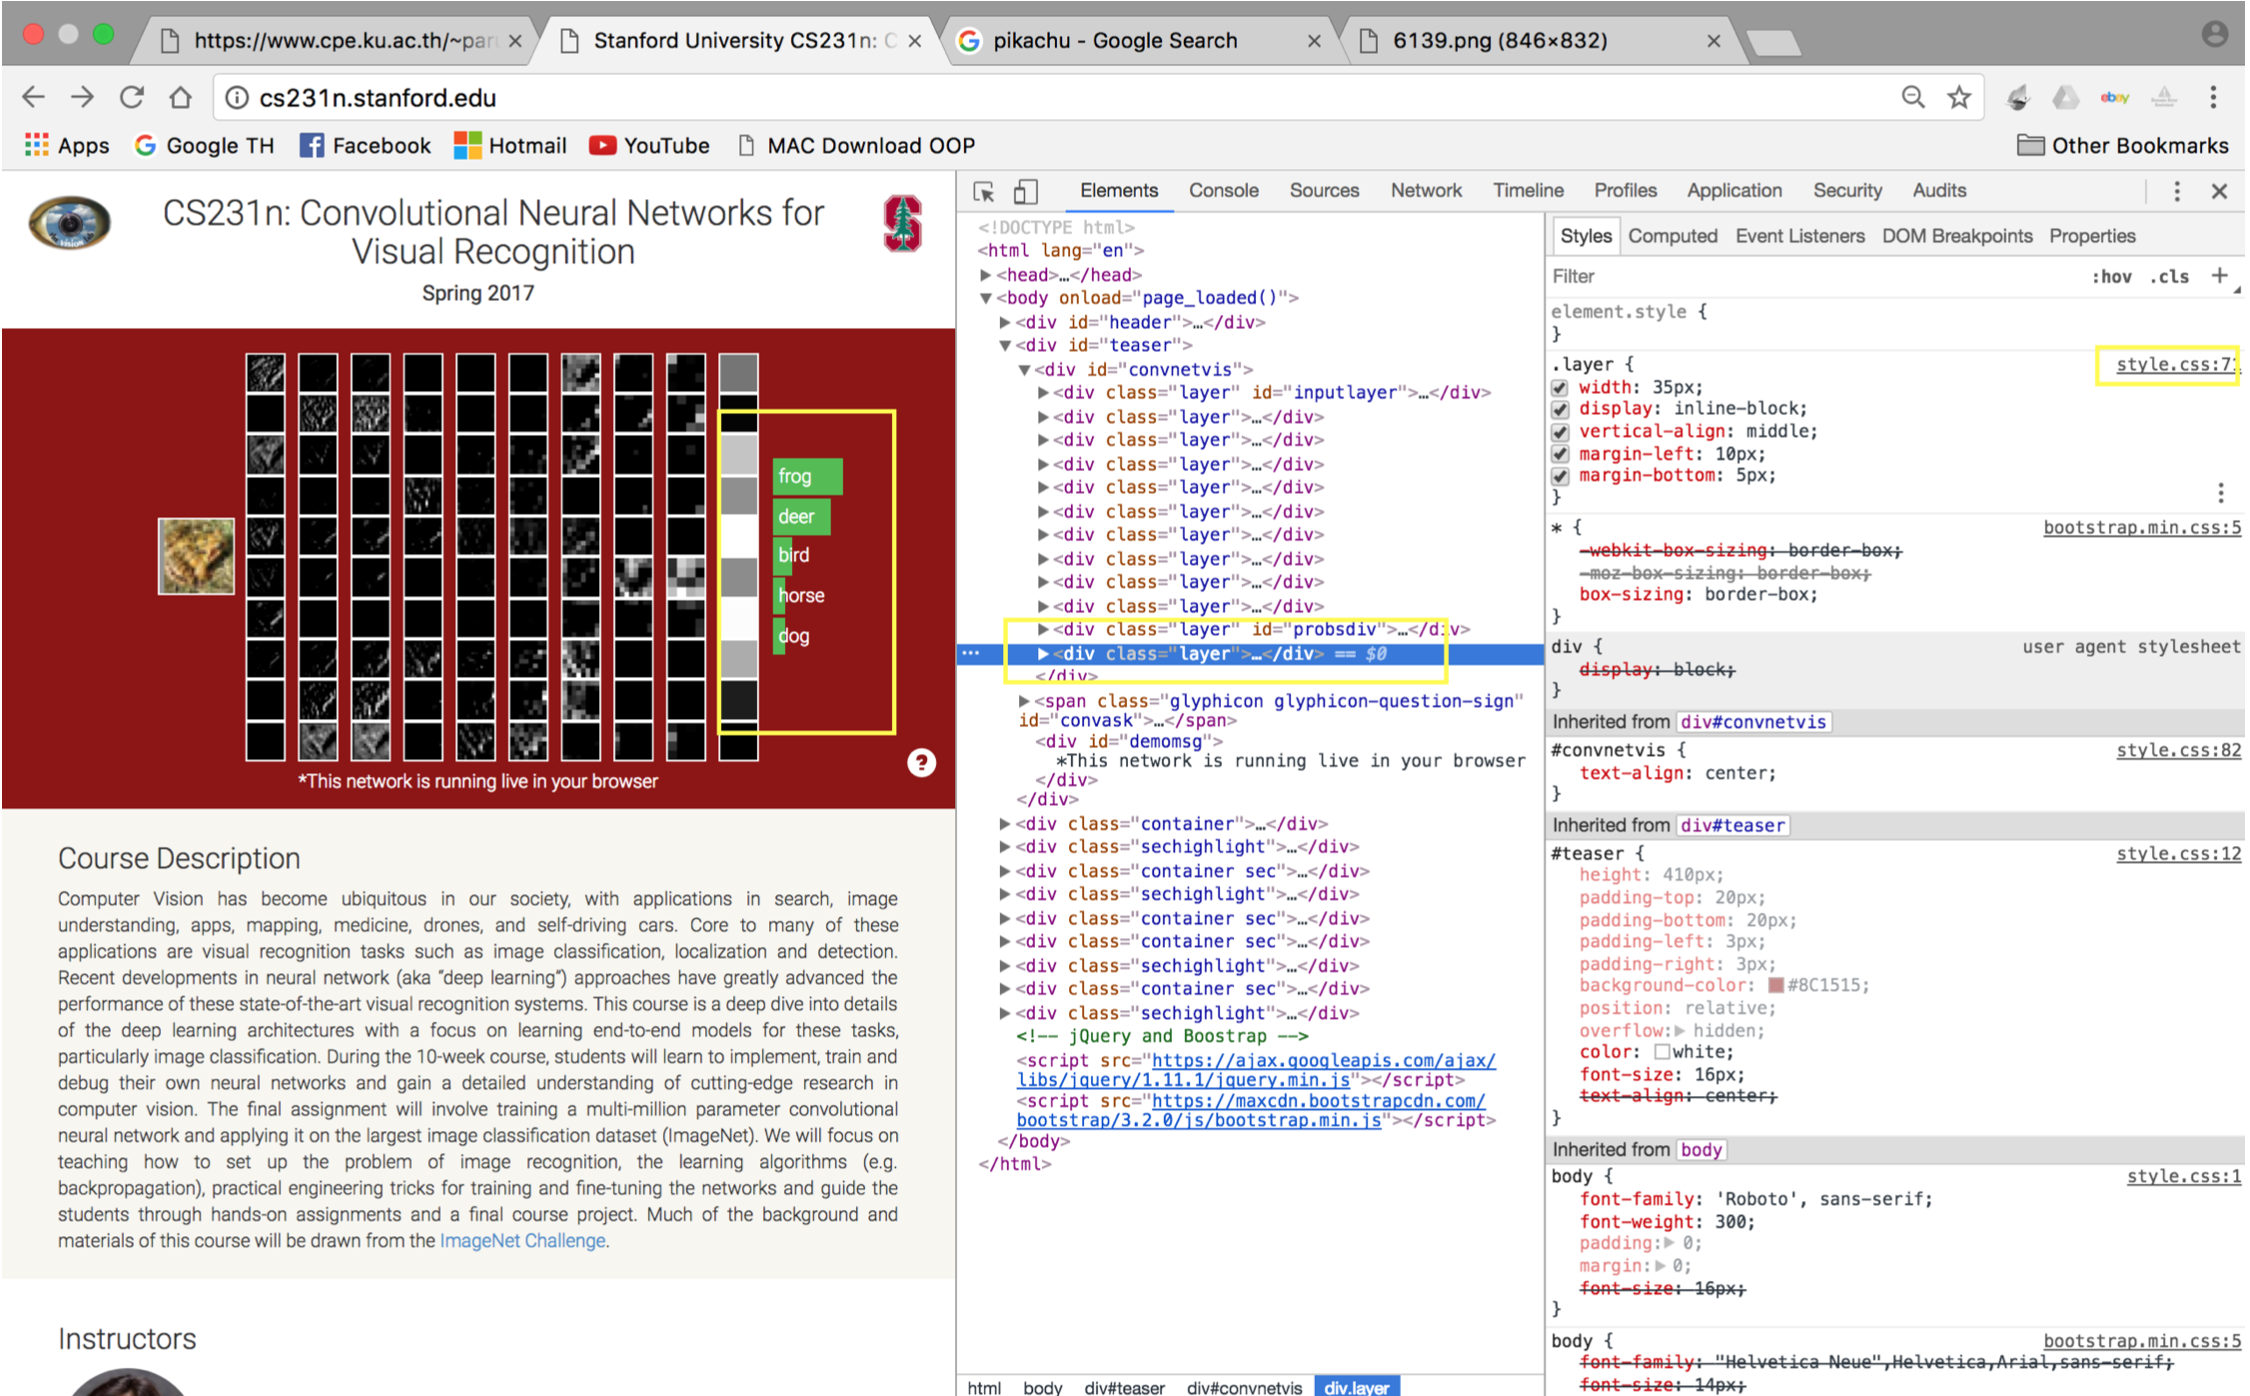 https://www.cpe.ku.ac.th/~paru
Stanford University CS231n: C
pikachu - Google Search
6139.png (846×832)
cs231n.stanford.edu
ebay
Apps
Google TH
Facebook
Hotmail
YouTube
MAC Download OOP
Other Bookmarks
CS231n: Convolutional Neural Networks for
Visual Recognition
Spring 2017
vision
frog
deer
bird
horse
dog
*This network is running live in your browser
?
Course Description
Computer Vision has become ubiquitous in our society, with applications in search, image
understanding, apps, mapping, medicine, drones, and self-driving cars. Core to many of these
applications are visual recognition tasks such as image classification, localization and detection.
Recent developments in neural network (aka “deep learning”) approaches have greatly advanced the
performance of these state-of-the-art visual recognition systems. This course is a deep dive into details
of the deep learning architectures with a focus on learning end-to-end models for these tasks,
particularly image classification. During the 10-week course, students will learn to implement, train and
debug their own neural networks and gain a detailed understanding of cutting-edge research in
computer vision. The final assignment will involve training a multi-million parameter convolutional
neural network and applying it on the largest image classification dataset (ImageNet). We will focus on
teaching how to set up the problem of image recognition, the learning algorithms (e.g.
backpropagation), practical engineering tricks for training and fine-tuning the networks and guide the
students through hands-on assignments and a final course project. Much of the background and
materials of this course will be drawn from the ImageNet Challenge.
Instructors
Elements Console Sources Network Timeline Profiles Application Security Audits
<!DOCTYPE html>
<html lang="en">
<head>…</head>
<body onload="page_loaded()">
<div id="header">…</div>
<div id="teaser">
<div id="convnetvis">
<div class="layer" id="inputlayer">…</div>
<div class="layer">…</div>
<div class="layer">…</div>
<div class="layer">…</div>
<div class="layer">…</div>
<div class="layer">…</div>
<div class="layer">…</div>
<div class="layer">…</div>
<div class="layer">…</div>
<div class="layer">…</div>
<div class="layer" id="probsdiv">…</div>
… <div class="layer">…</div> == $0
</div>
<span class="glyphicon glyphicon-question-sign"
id="convask">…</span>
<div id="demomsg">
*This network is running live in your browser
</div>
</div>
<div class="container">…</div>
<div class="sechighlight">…</div>
<div class="container sec">…</div>
<div class="sechighlight">…</div>
<div class="container sec">…</div>
<div class="container sec">…</div>
<div class="sechighlight">…</div>
<div class="container sec">…</div>
<div class="sechighlight">…</div>
<!-- jQuery and Boostrap -->
<script src="https://ajax.googleapis.com/ajax/
libs/jquery/1.11.1/jquery.min.js"></script>
<script src="https://maxcdn.bootstrapcdn.com/
bootstrap/3.2.0/js/bootstrap.min.js"></script>
</body>
</html>
html body div#teaser div#convnetvis div.layer
Styles Computed Event Listeners DOM Breakpoints Properties
Filter :hov .cls +
element.style {
}
.layer { style.css:71
width: 35px;
display: inline-block;
vertical-align: middle;
margin-left: 10px;
margin-bottom: 5px;
}
* { bootstrap.min.css:5
-webkit-box-sizing: border-box;
-moz-box-sizing: border-box;
box-sizing: border-box;
}
div { user agent stylesheet
display: block;
}
Inherited from div#convnetvis
#convnetvis { style.css:82
text-align: center;
}
Inherited from div#teaser
#teaser { style.css:12
height: 410px;
padding-top: 20px;
padding-bottom: 20px;
padding-left: 3px;
padding-right: 3px;
background-color: #8C1515;
position: relative;
overflow: hidden;
color: white;
font-size: 16px;
text-align: center;
}
Inherited from body
body { style.css:1
font-family: 'Roboto', sans-serif;
font-weight: 300;
padding: 0;
margin: 0;
font-size: 16px;
}
body { bootstrap.min.css:5
font-family: "Helvetica Neue",Helvetica,Arial,sans-serif;
font-size: 14px;